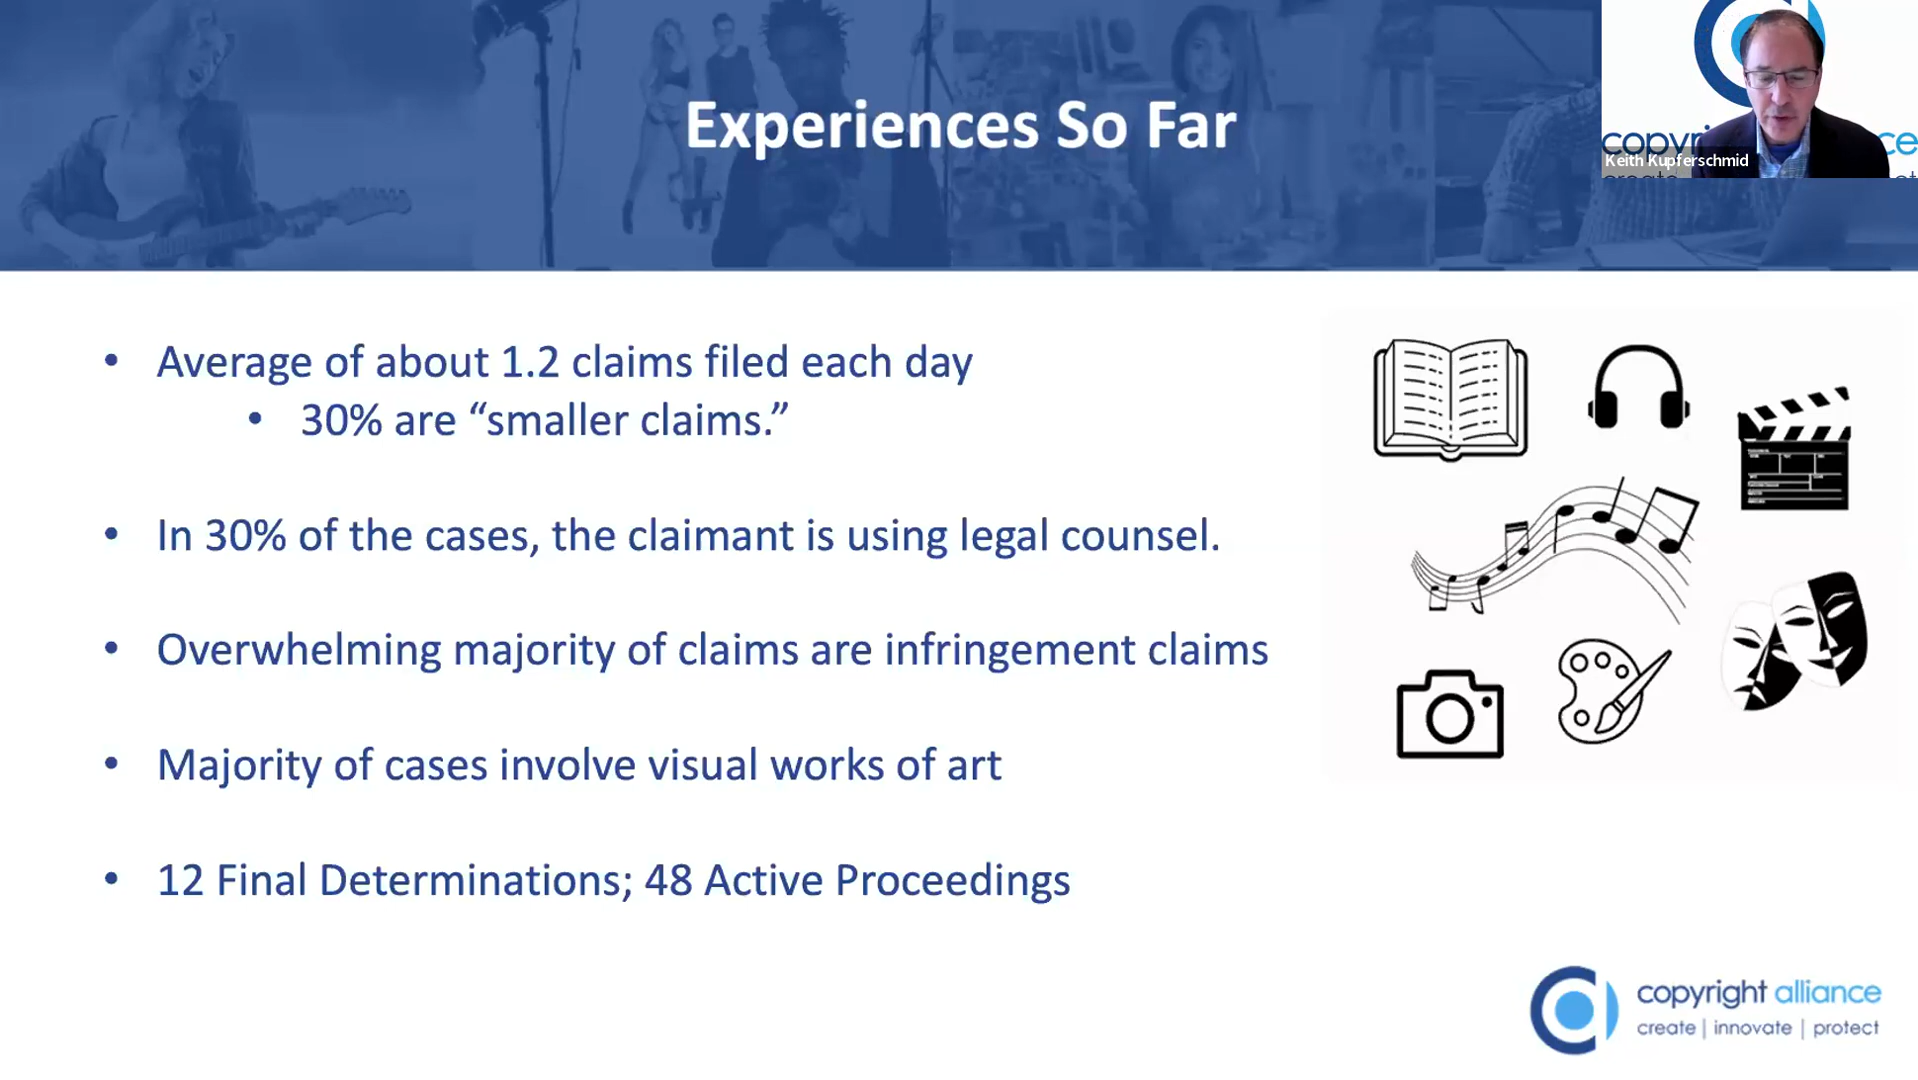 Experiences So Far
Keith Kupferschmid
• Average of about 1.2 claims filed each day
• 30% are “smaller claims.”
• In 30% of the cases, the claimant is using legal counsel.
• Overwhelming majority of claims are infringement claims
• Majority of cases involve visual works of art
• 12 Final Determinations; 48 Active Proceedings
copyright alliance
create | innovate | protect